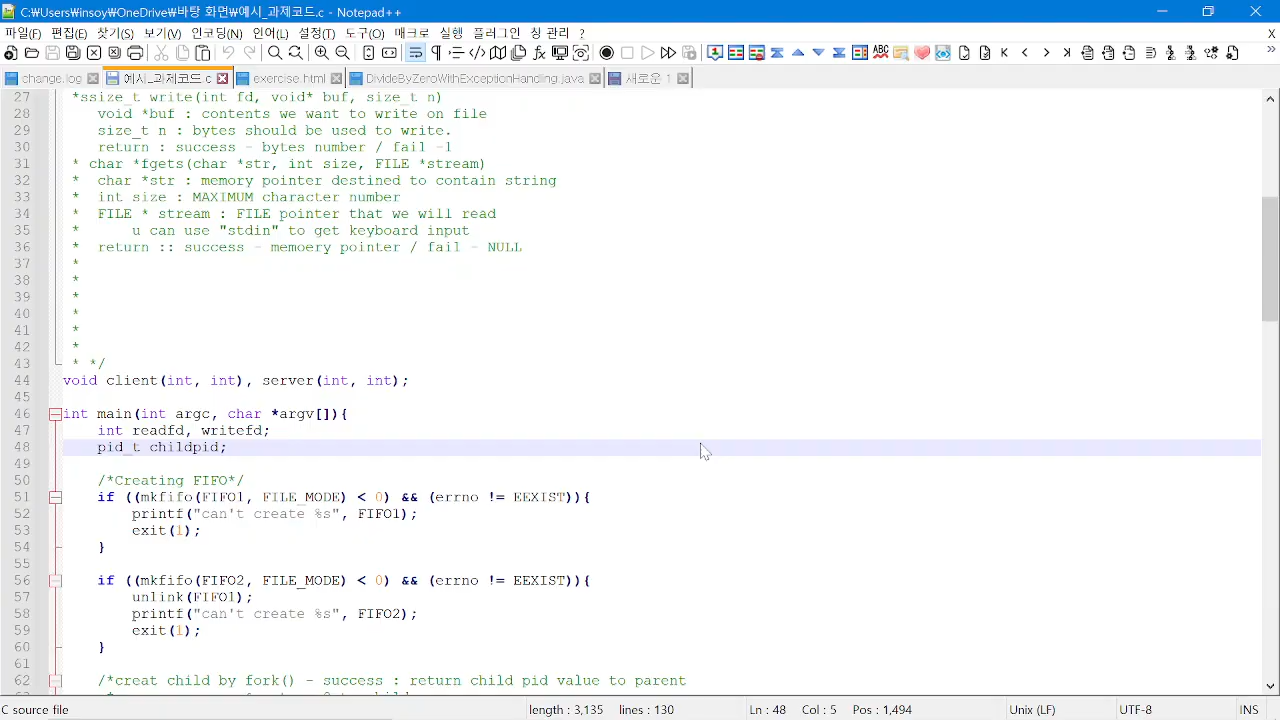 C:₩Users₩insoy₩OneDrive₩바탕 화면₩예시_과제코드.c - Notepad++
파일(F) 편집(E) 찾기(S) 보기(V) 인코딩(N) 언어(L) 설정(T) 도구(O) 매크로 실행 플러그인 창 관리 ? X
change.log 예시_과제코드.c exercise.html DivideByZeroWithExceptionHandling.java 새로운 1
27 *ssize_t write(int fd, void* buf, size_t n)
28 void *buf : contents we want to write on file
29 size_t n : bytes should be used to write.
30 return : success - bytes number / fail -1
31 * char *fgets(char *str, int size, FILE *stream)
32 * char *str : memory pointer destined to contain string
33 * int size : MAXIMUM character number
34 * FILE * stream : FILE pointer that we will read
35 * u can use "stdin" to get keyboard input
36 * return :: success - memoery pointer / fail - NULL
37 *
38 *
39 *
40 *
41 *
42 *
43 * */
44 void client(int, int), server(int, int);
45
46 int main(int argc, char *argv[]){
47 int readfd, writefd;
48 pid_t childpid;
49
50 /*Creating FIFO*/
51 if ((mkfifo(FIFO1, FILE_MODE) < 0) && (errno != EEXIST)){
52 printf("can't create %s", FIFO1);
53 exit(1);
54 }
55
56 if ((mkfifo(FIFO2, FILE_MODE) < 0) && (errno != EEXIST)){
57 unlink(FIFO1);
58 printf("can't create %s", FIFO2);
59 exit(1);
60 }
61
62 /*creat child by fork() - success : return child pid value to parent
C source file length : 3,135 lines : 130 Ln : 48 Col : 5 Pos : 1,494 Unix (LF) UTF-8 INS